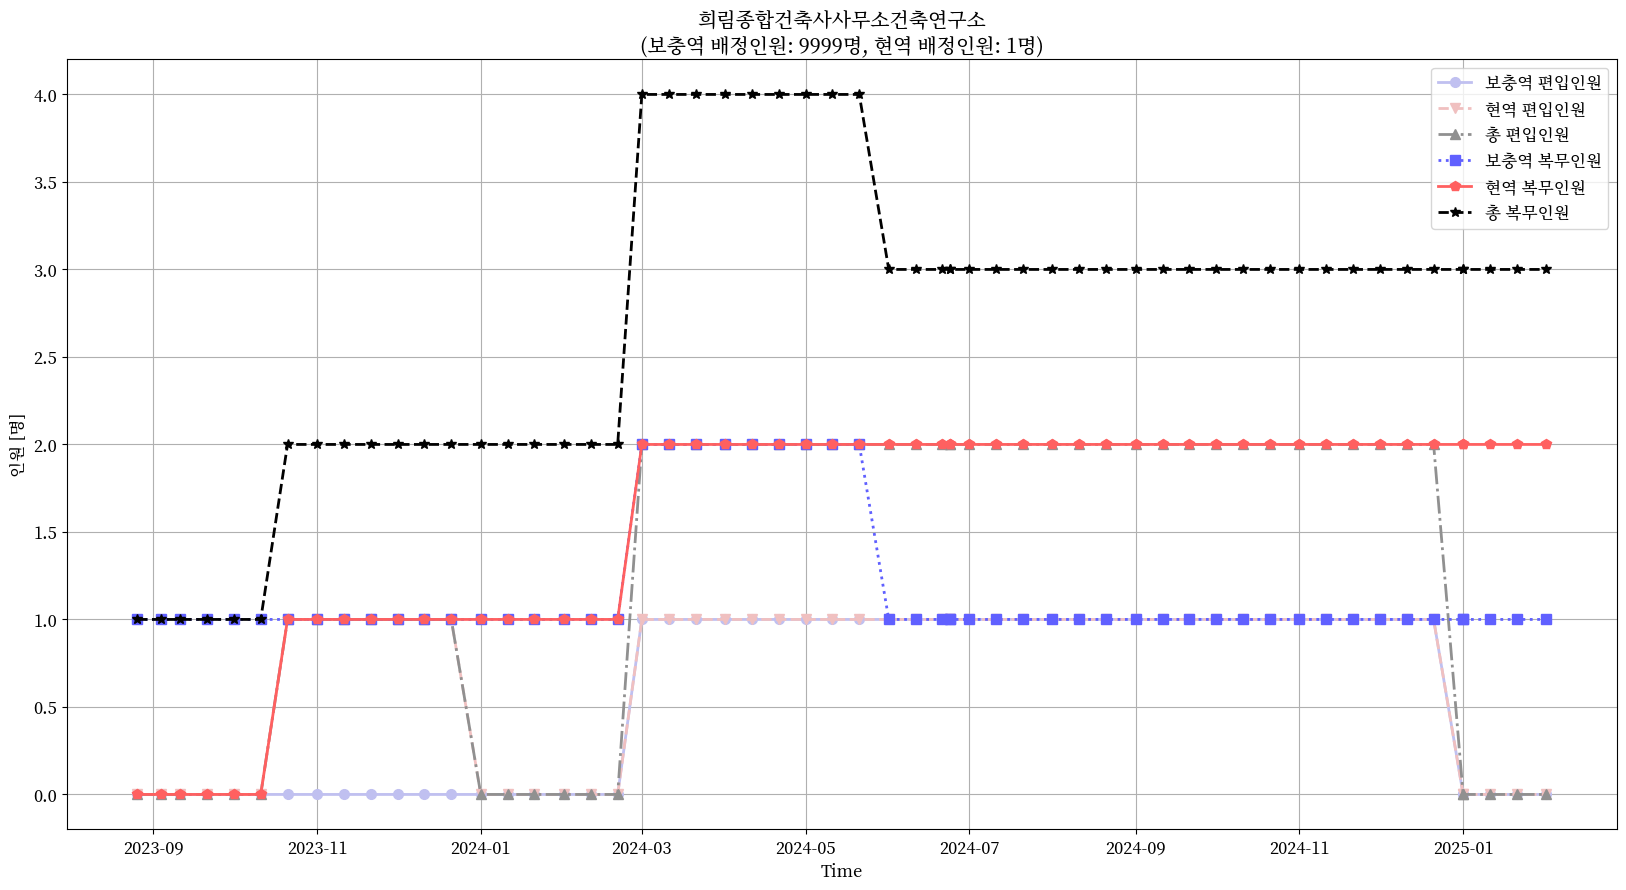 희림종합건축사사무소건축연구소
(보충역 배정인원: 9999명, 현역 배정인원: 1명)
보충역 편입인원
현역 편입인원
총 편입인원
보충역 복무인원
현역 복무인원
총 복무인원
인원 [명]
4.0
3.5
3.0
2.5
2.0
1.5
1.0
0.5
0.0
2023-09
2023-11
2024-01
2024-03
2024-05
2024-07
2024-09
2024-11
2025-01
Time